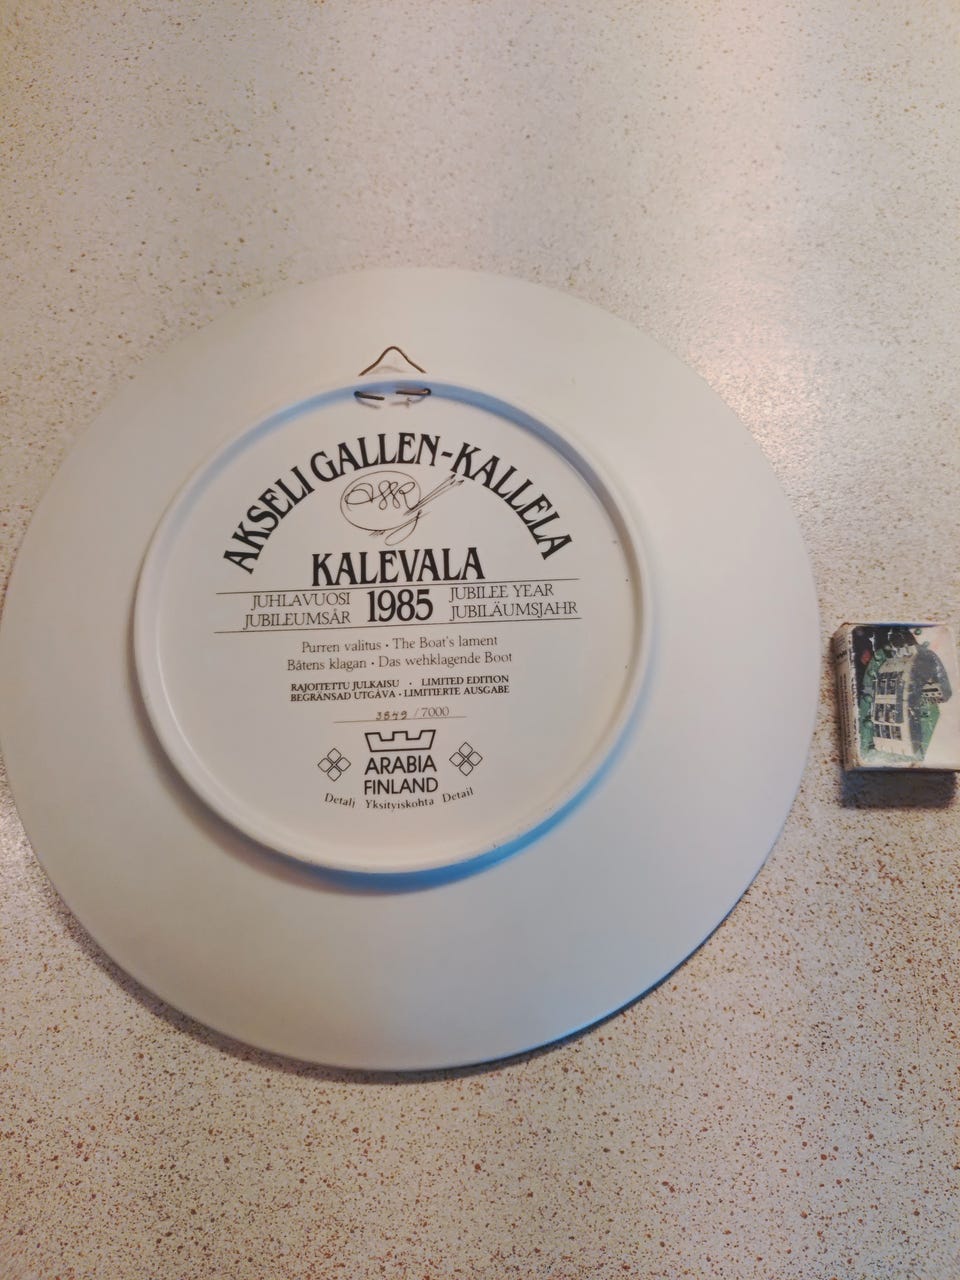 AKSELI GALLEN-KALLELA
KALEVALA
JUHLAVUOSI 1985 JUBILEE YEAR
JUBILEUMSÅR JUBILÄUMSJAHR
Purren valitus · The Boat's lament
Båtens klagan · Das wehklagende Boot
RAJOITETTU JULKAISU · LIMITED EDITION
BEGRÄNSAD UTGÅVA · LIMITIERTE AUSGABE
3849 / 7000
ARABIA
FINLAND
Detalj Yksityiskohta Detail